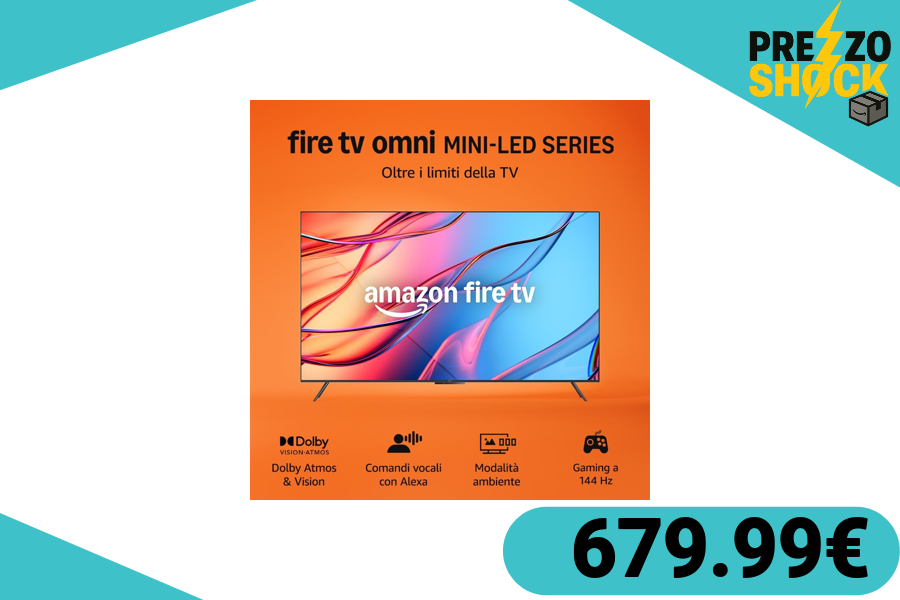 PREZZO
SHOCK
fire tv omni MINI-LED SERIES
Oltre i limiti della TV
amazon fire tv
Dolby
VISION·ATMOS
Dolby Atmos
& Vision
Comandi vocali
con Alexa
Modalità
ambiente
Gaming a
144 Hz
679.99€